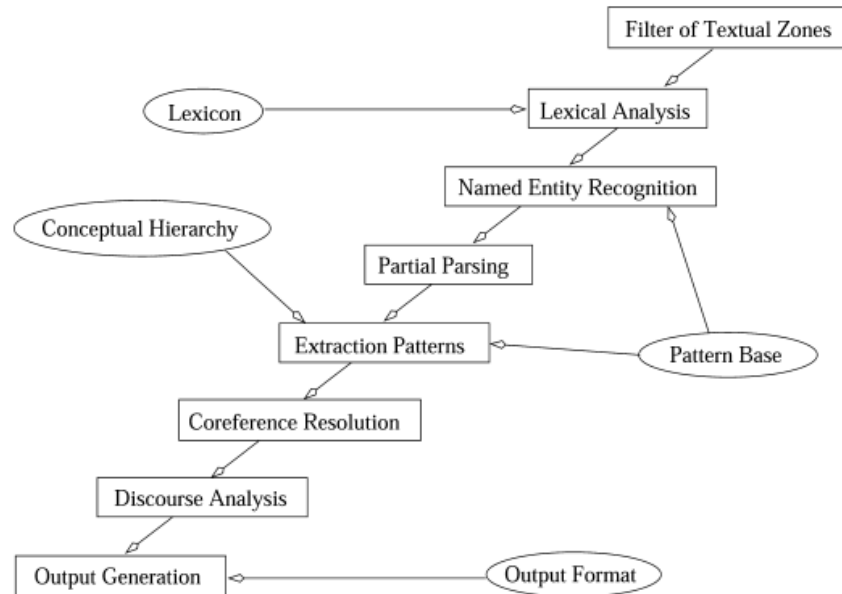 Filter of Textual Zones
Lexicon
Lexical Analysis
Named Entity Recognition
Conceptual Hierarchy
Partial Parsing
Extraction Patterns
Pattern Base
Coreference Resolution
Discourse Analysis
Output Generation
Output Format